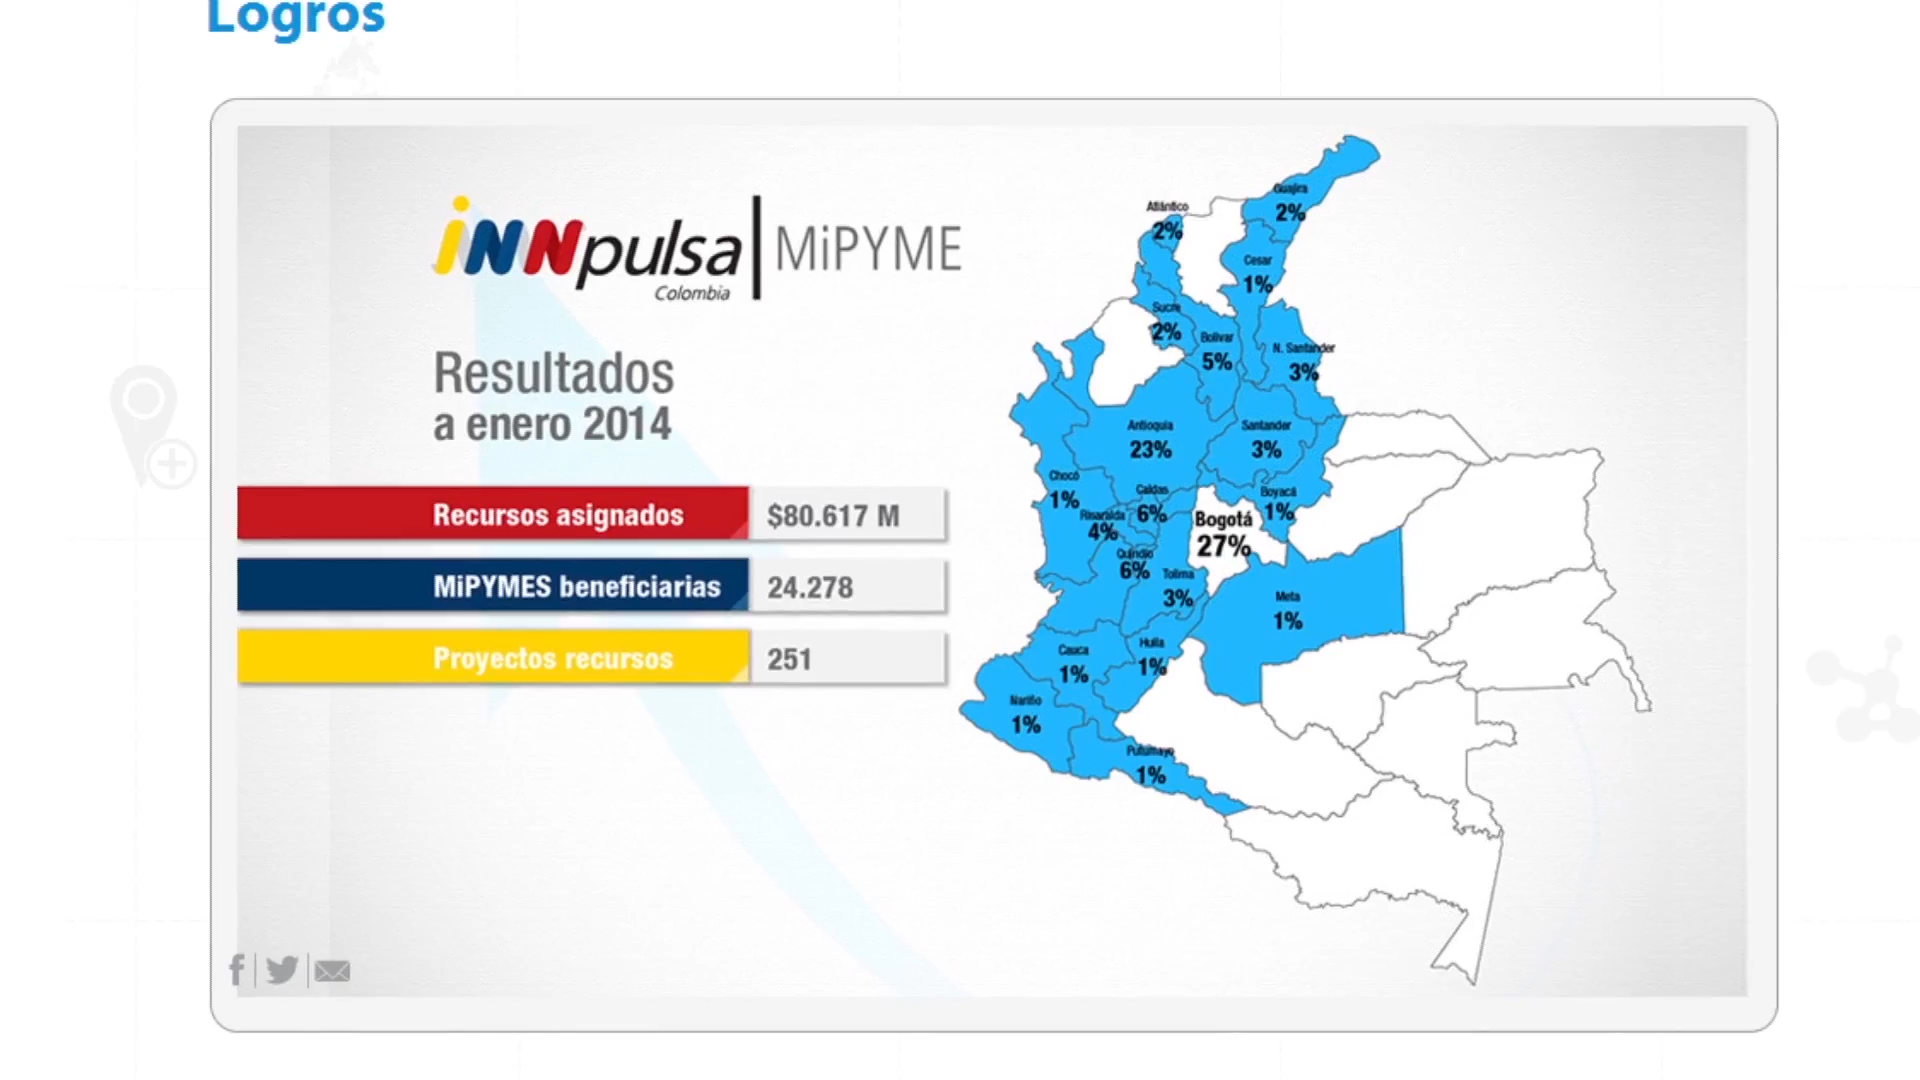 Logros
iNNpulsa
Colombia
MiPYME
Resultados
a enero 2014
Recursos asignados
$80.617 M
MiPYMES beneficiarias
24.278
Proyectos recursos
251
Guajira
2%
Atlántico
2%
Cesar
1%
Sucre
2%
Bolívar
5%
N. Santander
3%
Antioquia
23%
Santander
3%
Chocó
1%
Caldas
6%
Boyacá
1%
Risaralda
4%
Bogotá
27%
Quindío
6%
Tolima
3%
Meta
1%
Cauca
1%
Huila
1%
Nariño
1%
Putumayo
1%